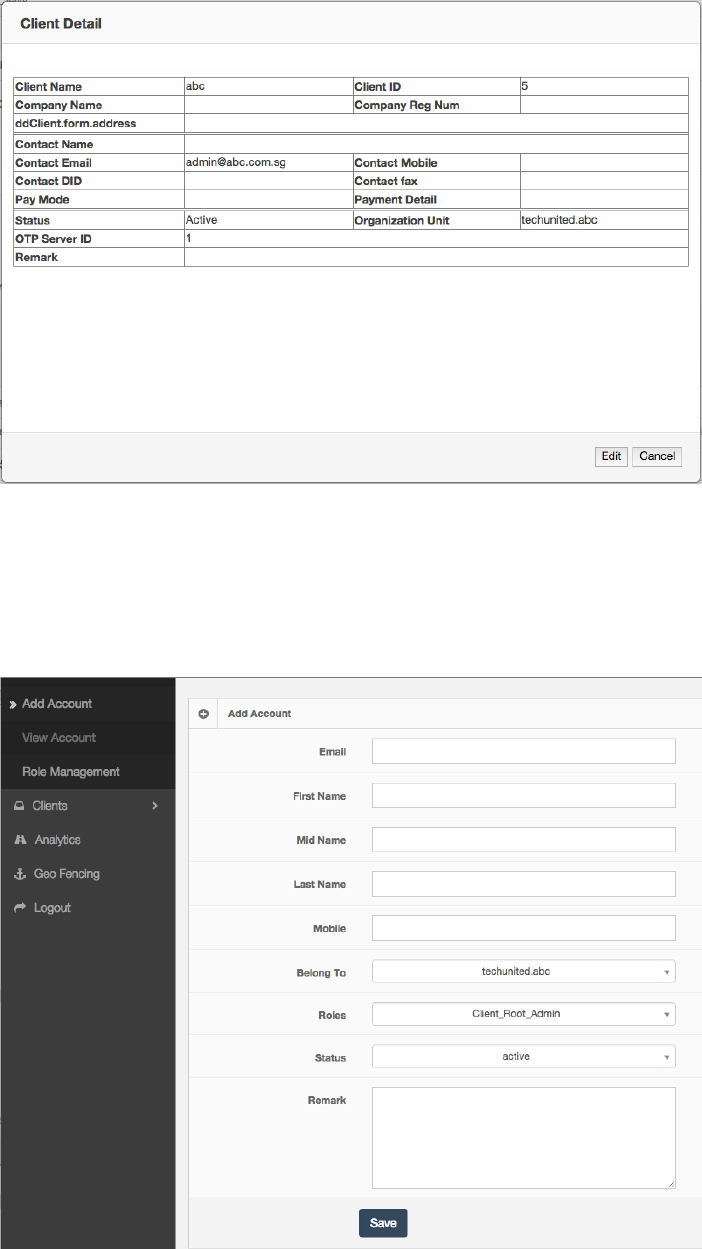 Client Detail
Client Name abc Client ID 5
Company Name Company Reg Num
ddClient.form.address
Contact Name
Contact Email admin@abc.com.sg Contact Mobile
Contact DID Contact fax
Pay Mode Payment Detail
Status Active Organization Unit techunited.abc
OTP Server ID 1
Remark
Edit Cancel
Add Account
View Account
Role Management
Clients
Analytics
Geo Fencing
Logout
Add Account
Email
First Name
Mid Name
Last Name
Mobile
Belong To techunited.abc
Roles Client_Root_Admin
Status active
Remark
Save